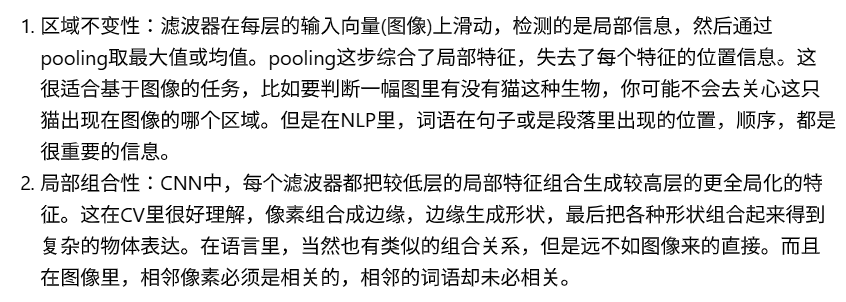 1. 区域不变性：滤波器在每层的输入向量(图像)上滑动，检测的是局部信息，然后通过
pooling取最大值或均值。pooling这步综合了局部特征，失去了每个特征的位置信息。这
很适合基于图像的任务，比如要判断一幅图里有没有猫这种生物，你可能不会去关心这只
猫出现在图像的哪个区域。但是在NLP里，词语在句子或是段落里出现的位置，顺序，都是
很重要的信息。
2. 局部组合性：CNN中，每个滤波器都把较低层的局部特征组合生成较高层的更全局化的特
征。这在CV里很好理解，像素组合成边缘，边缘生成形状，最后把各种形状组合起来得到
复杂的物体表达。在语言里，当然也有类似的组合关系，但是远不如图像来的直接。而且
在图像里，相邻像素必须是相关的，相邻的词语却未必相关。